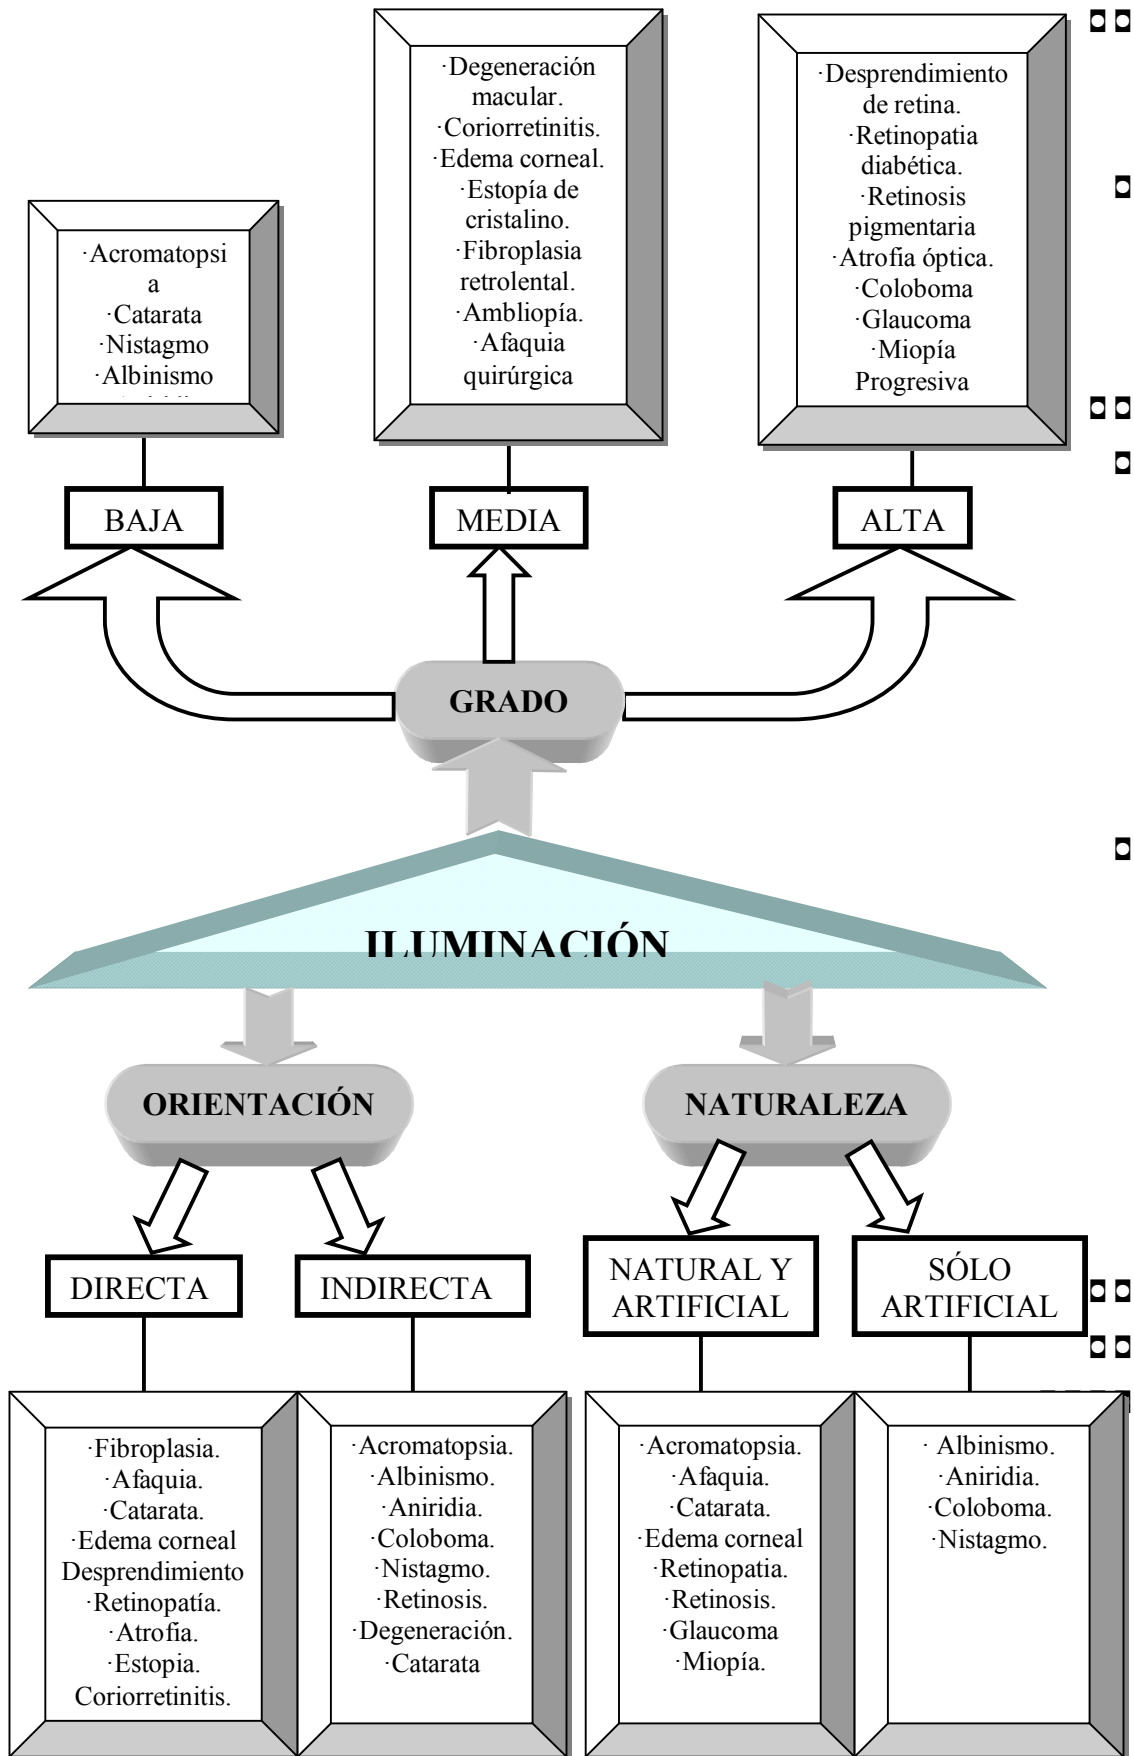 ·Degeneración
macular.
·Coriorretinitis.
·Edema corneal.
·Estopía de
cristalino.
·Fibroplasia
retrolental.
·Ambliopía.
·Afaquia
quirúrgica
·Desprendimiento
de retina.
·Retinopatia
diabética.
·Retinosis
pigmentaria
·Atrofia óptica.
·Coloboma
·Glaucoma
·Miopía
Progresiva
·Acromatopsi
a
·Catarata
·Nistagmo
·Albinismo
BAJA
MEDIA
ALTA
GRADO
ILUMINACIÓN
ORIENTACIÓN
NATURALEZA
DIRECTA
INDIRECTA
NATURAL Y
ARTIFICIAL
SÓLO
ARTIFICIAL
·Fibroplasia.
·Afaquia.
·Catarata.
·Edema corneal
Desprendimiento
·Retinopatía.
·Atrofia.
·Estopia.
Coriorretinitis.
·Acromatopsia.
·Albinismo.
·Aniridia.
·Coloboma.
·Nistagmo.
·Retinosis.
·Degeneración.
·Catarata
·Acromatopsia.
·Afaquia.
·Catarata.
·Edema corneal
·Retinopatia.
·Retinosis.
·Glaucoma
·Miopía.
· Albinismo.
·Aniridia.
·Coloboma.
·Nistagmo.